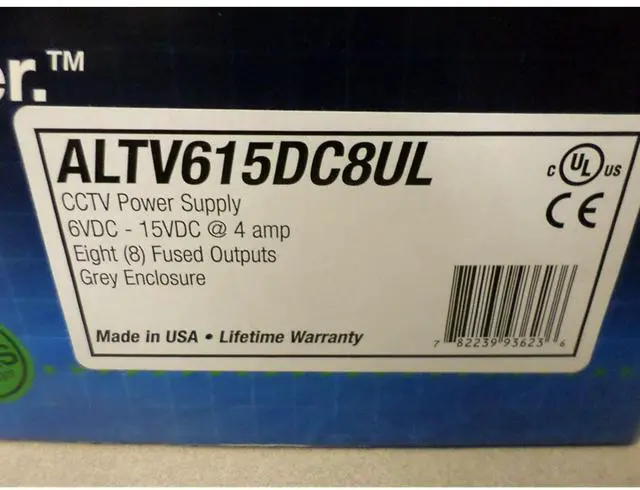 er.™
ALTV615DC8UL
CCTV Power Supply
6VDC - 15VDC @ 4 amp
Eight (8) Fused Outputs
Grey Enclosure
Made in USA • Lifetime Warranty
C UL US
CE
7 82239 93623 6